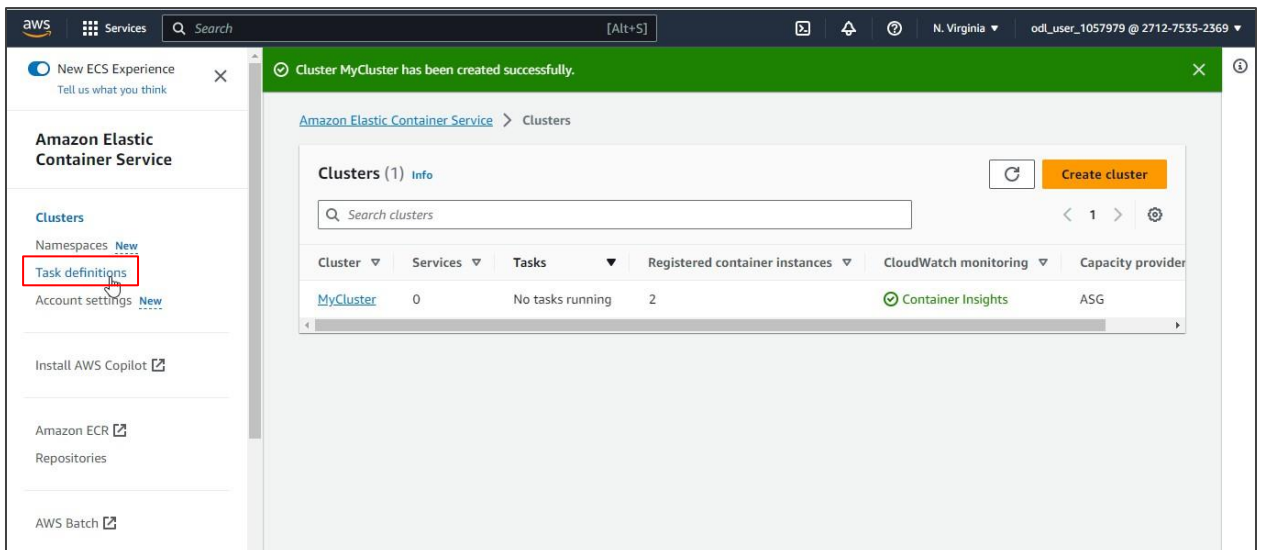 aws Services Search [Alt+S] N. Virginia ▼ odl_user_1057979 @ 2712-7535-2369 ▼
New ECS Experience
Tell us what you think
Cluster MyCluster has been created successfully.
Amazon Elastic
Container Service
Clusters
Namespaces New
Task definitions
Account settings New
Install AWS Copilot
Amazon ECR
Repositories
AWS Batch
Amazon Elastic Container Service > Clusters
Clusters (1) Info
Create cluster
Search clusters
< 1 >
Cluster Services Tasks Registered container instances CloudWatch monitoring Capacity provider
MyCluster 0 No tasks running 2 Container Insights ASG